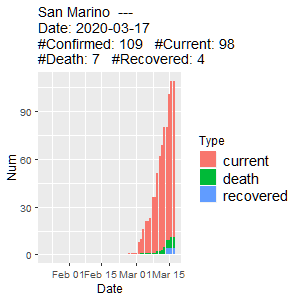 San Marino  ---
Date: 2020-03-17
#Confirmed: 109   #Current: 98
#Death: 7   #Recovered: 4
90
60
30
0
Num
Feb 01 Feb 15 Mar 01 Mar 15
Date
Type
current
death
recovered